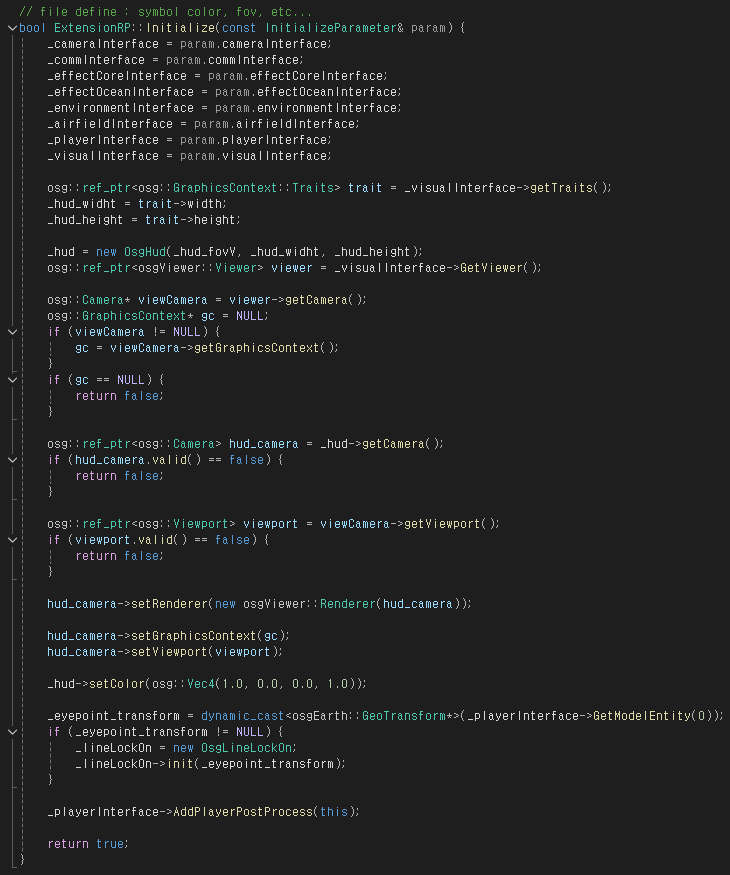 // file define : symbol color, fov, etc...
bool ExtensionRP::Initialize(const InitializeParameter& param) {
    _cameraInterface = param.cameraInterface;
    _commInterface = param.commInterface;
    _effectCoreInterface = param.effectCoreInterface;
    _effectOceanInterface = param.effectOceanInterface;
    _environmentInterface = param.environmentInterface;
    _airfieldInterface = param.airfieldInterface;
    _playerInterface = param.playerInterface;
    _visualInterface = param.visualInterface;
    osg::ref_ptr<osg::GraphicsContext::Traits> trait = _visualInterface->getTraits();
    _hud_widht = trait->width;
    _hud_height = trait->height;
    _hud = new OsgHud(_hud_fovV, _hud_widht, _hud_height);
    osg::ref_ptr<osgViewer::Viewer> viewer = _visualInterface->GetViewer();
    osg::Camera* viewCamera = viewer->getCamera();
    osg::GraphicsContext* gc = NULL;
    if (viewCamera != NULL) {
        gc = viewCamera->getGraphicsContext();
    }
    if (gc == NULL) {
        return false;
    }
    osg::ref_ptr<osg::Camera> hud_camera = _hud->getCamera();
    if (hud_camera.valid() == false) {
        return false;
    }
    osg::ref_ptr<osg::Viewport> viewport = viewCamera->getViewport();
    if (viewport.valid() == false) {
        return false;
    }
    hud_camera->setRenderer(new osgViewer::Renderer(hud_camera));
    hud_camera->setGraphicsContext(gc);
    hud_camera->setViewport(viewport);
    _hud->setColor(osg::Vec4(1.0, 0.0, 0.0, 1.0));
    _eyepoint_transform = dynamic_cast<osgEarth::GeoTransform*>(_playerInterface->GetModelEntity(0));
    if (_eyepoint_transform != NULL) {
        _lineLockOn = new OsgLineLockOn;
        _lineLockOn->init(_eyepoint_transform);
    }
    _playerInterface->AddPlayerPostProcess(this);
    return true;
}